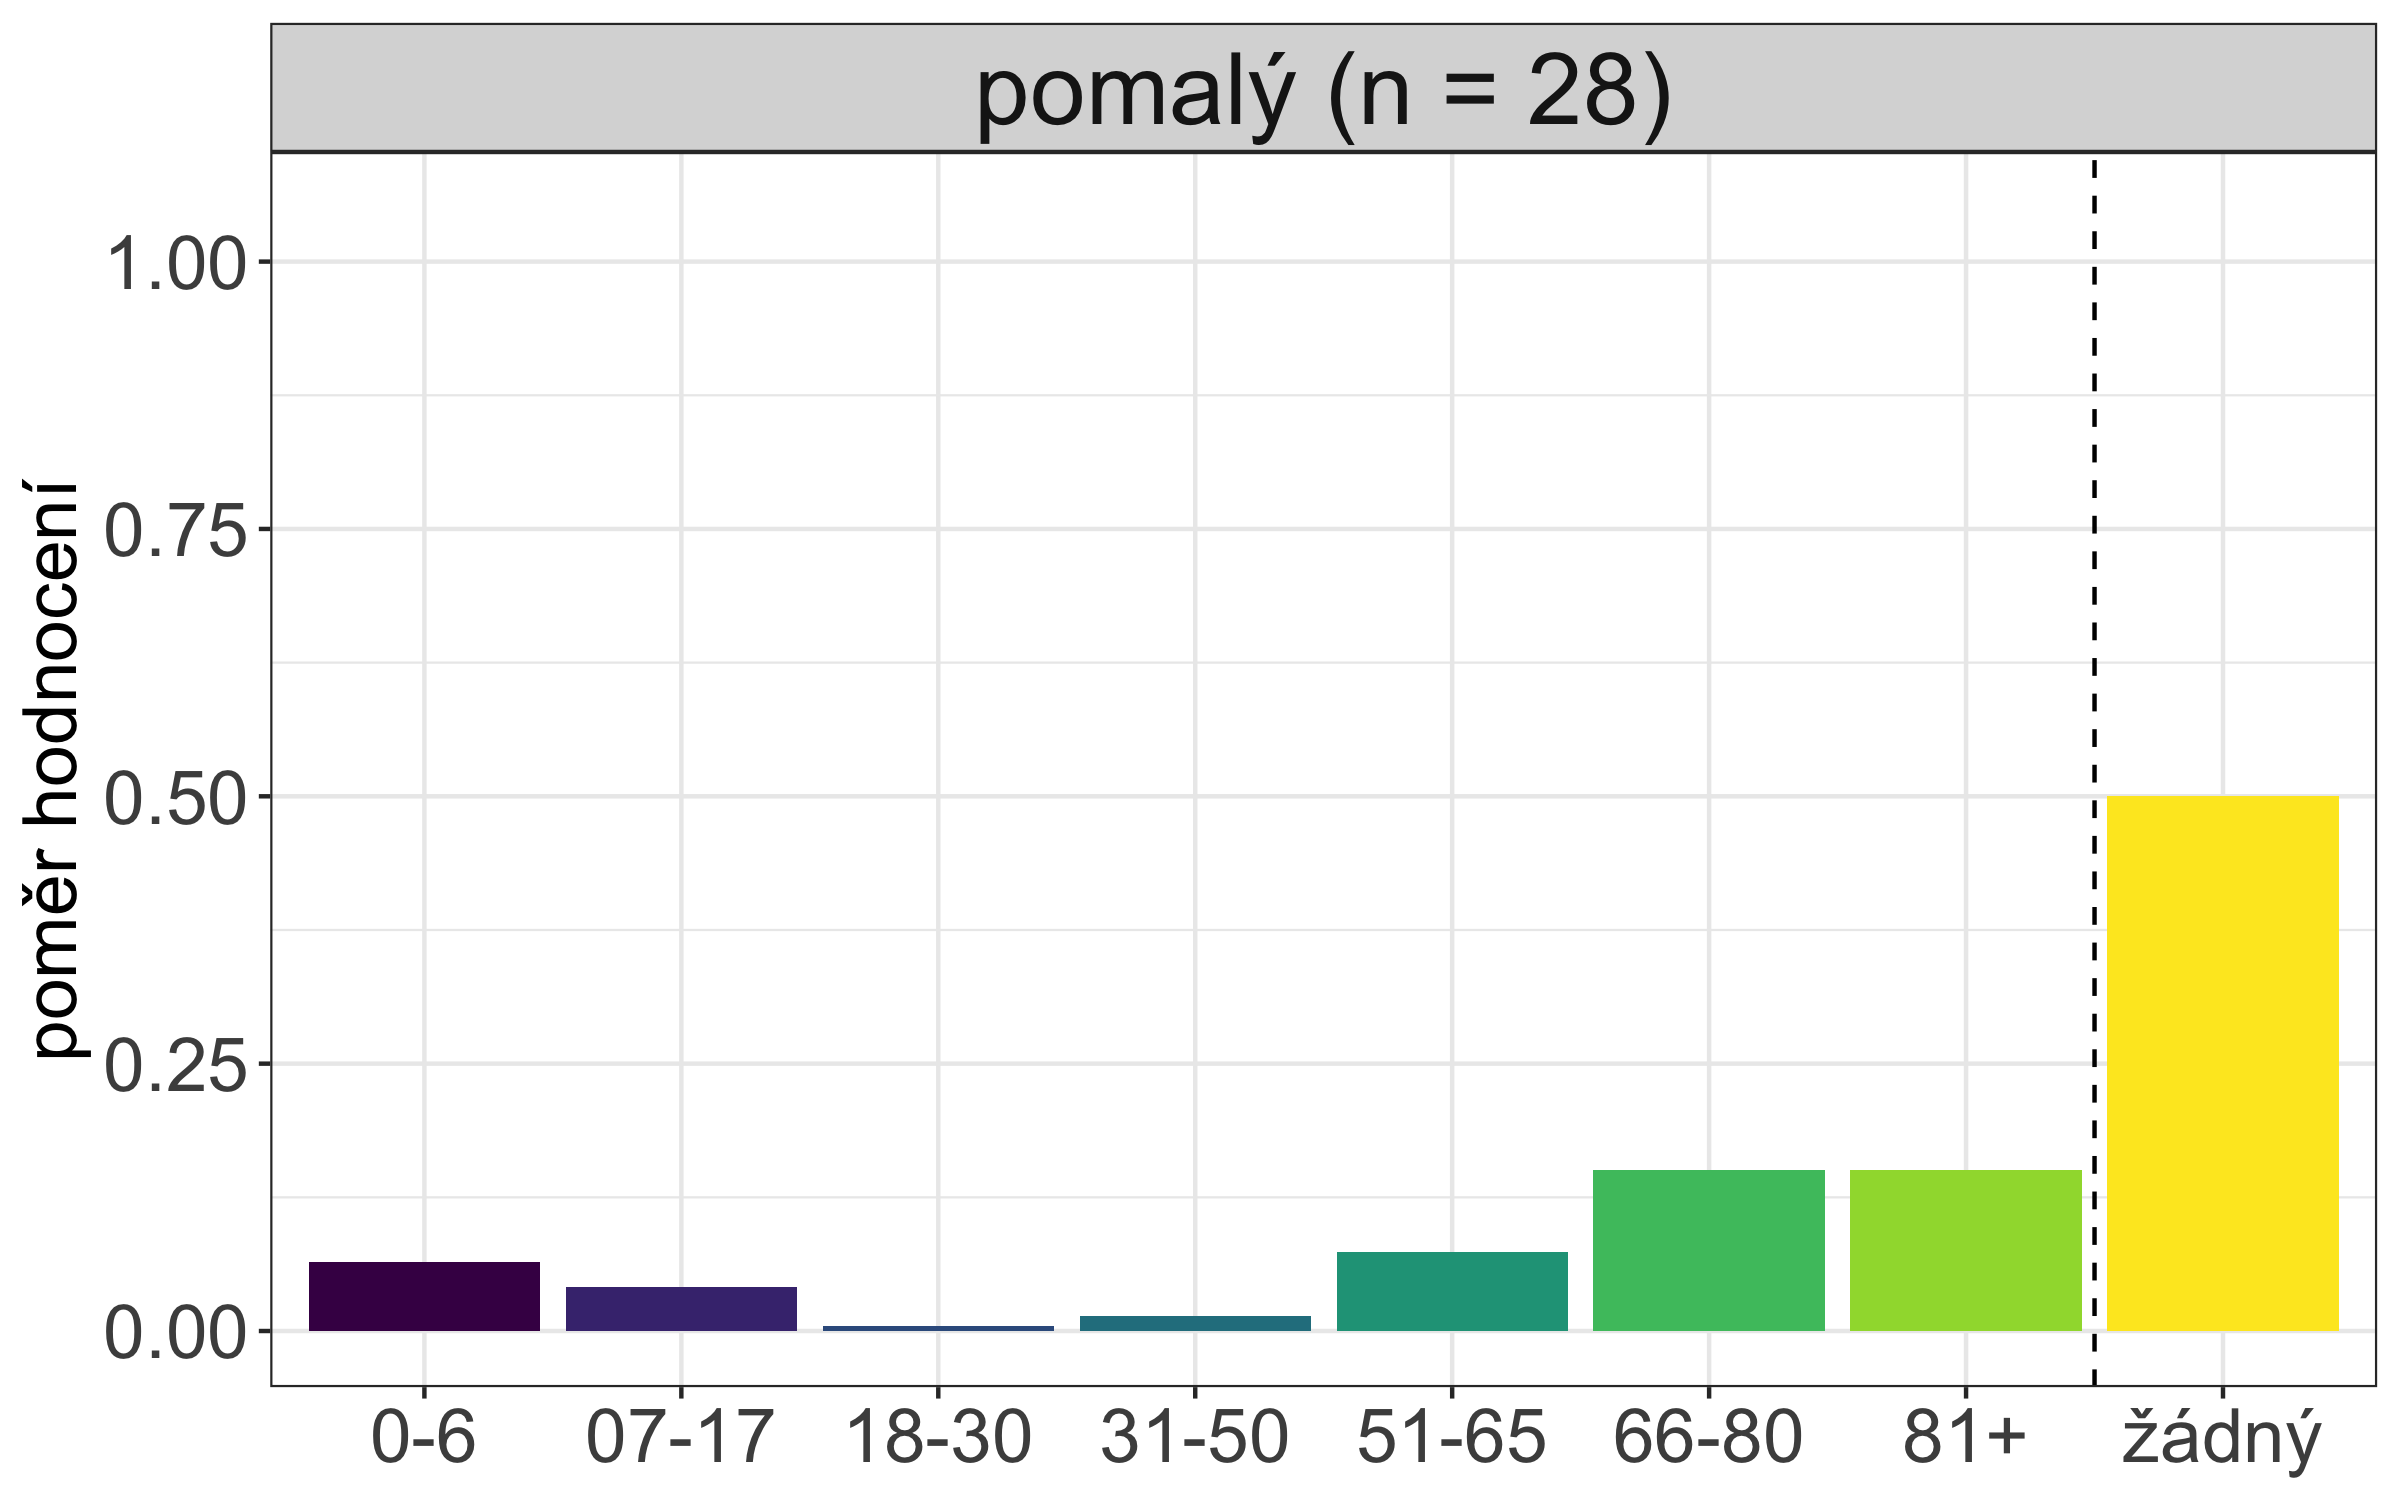 pomalý (n = 28)
poměr hodnocení
1.00
0.75
0.50
0.25
0.00
0-6 07-17 18-30 31-50 51-65 66-80 81+ žádný